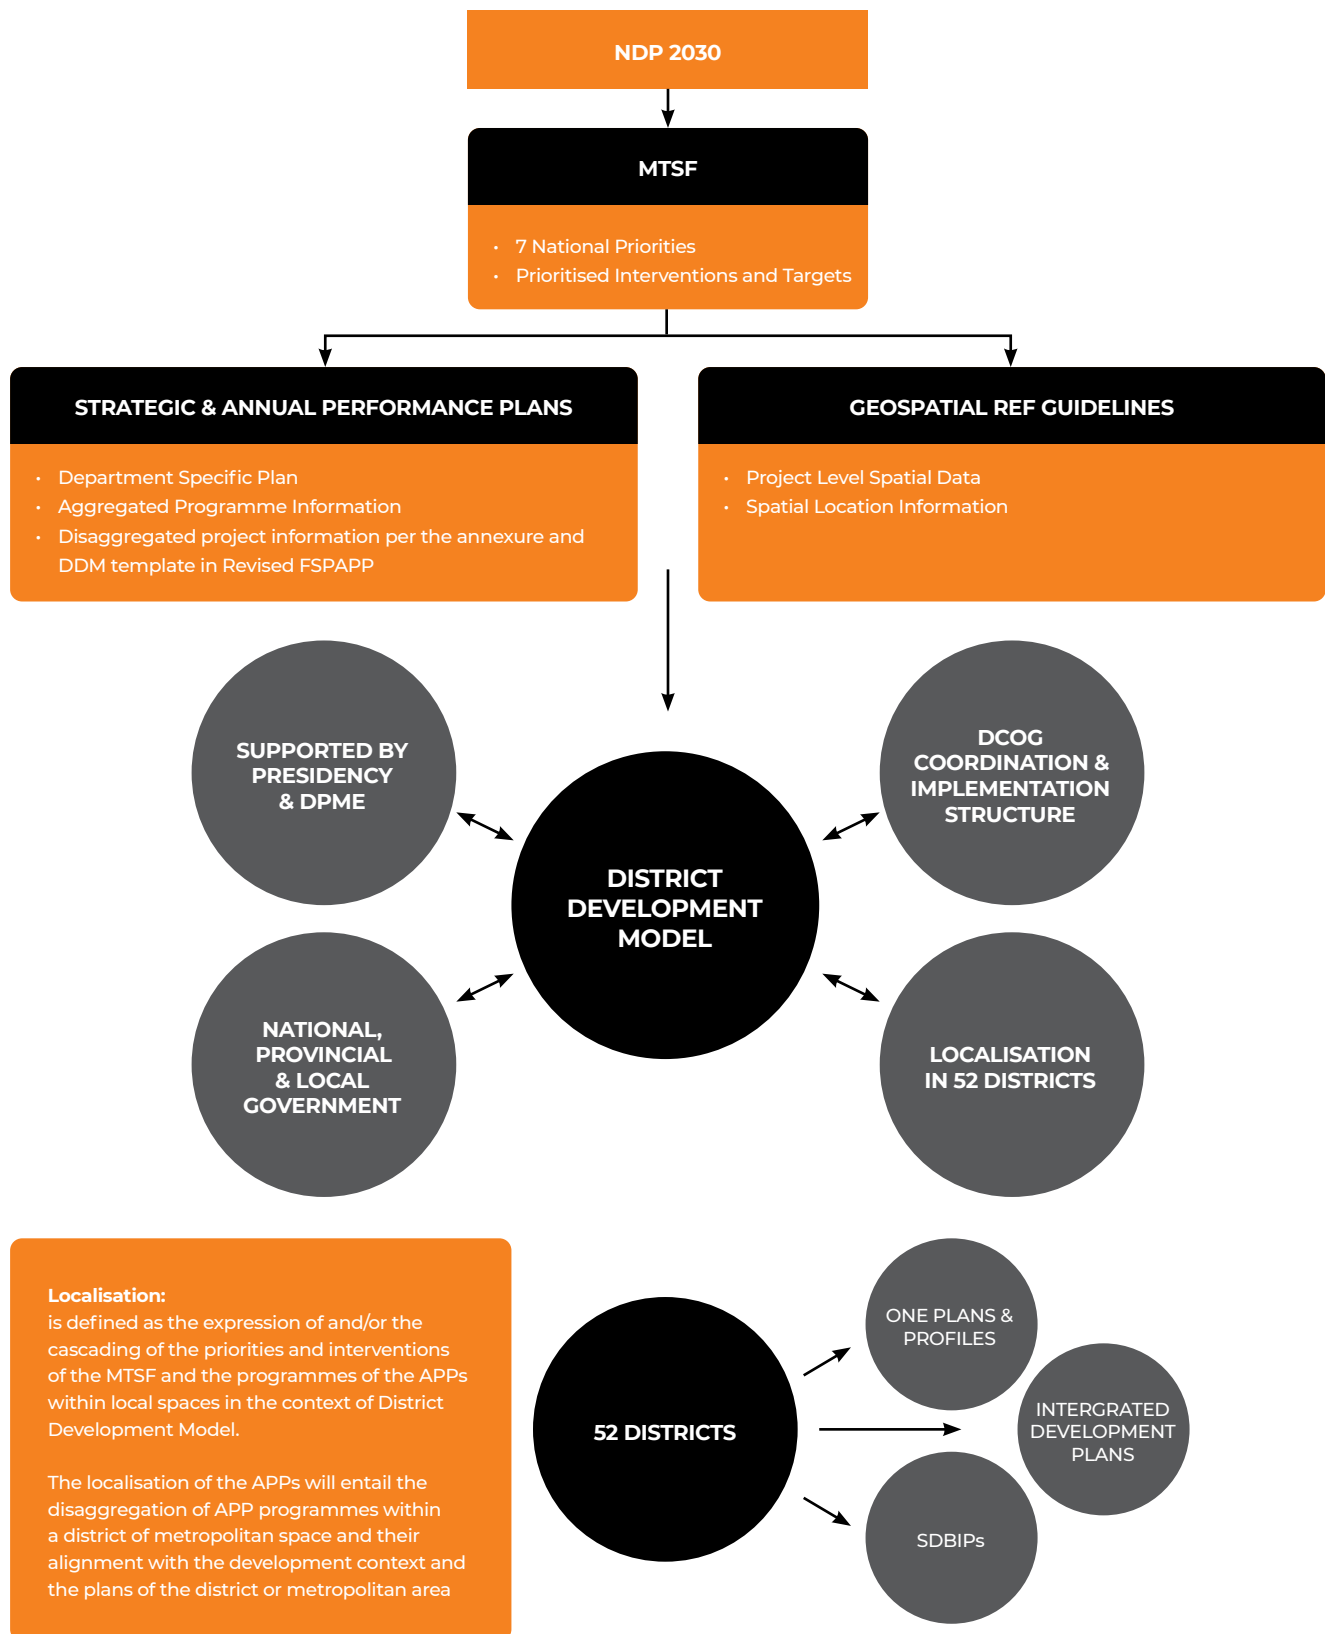 NDP 2030
MTSF
• 7 National Priorities
• Prioritised Interventions and Targets
STRATEGIC & ANNUAL PERFORMANCE PLANS
• Department Specific Plan
• Aggregated Programme Information
• Disaggregated project information per the annexure and
DDM template in Revised FSPAPP
GEOSPATIAL REF GUIDELINES
• Project Level Spatial Data
• Spatial Location Information
SUPPORTED BY
PRESIDENCY
& DPME
DCOG
COORDINATION &
IMPLEMENTATION
STRUCTURE
DISTRICT
DEVELOPMENT
MODEL
NATIONAL,
PROVINCIAL
& LOCAL
GOVERNMENT
LOCALISATION
IN 52 DISTRICTS
Localisation:
is defined as the expression of and/or the
cascading of the priorities and interventions
of the MTSF and the programmes of the APPs
within local spaces in the context of District
Development Model.
The localisation of the APPs will entail the
disaggregation of APP programmes within
a district of metropolitan space and their
alignment with the development context and
the plans of the district or metropolitan area
52 DISTRICTS
ONE PLANS &
PROFILES
INTERGRATED
DEVELOPMENT
PLANS
SDBIPs